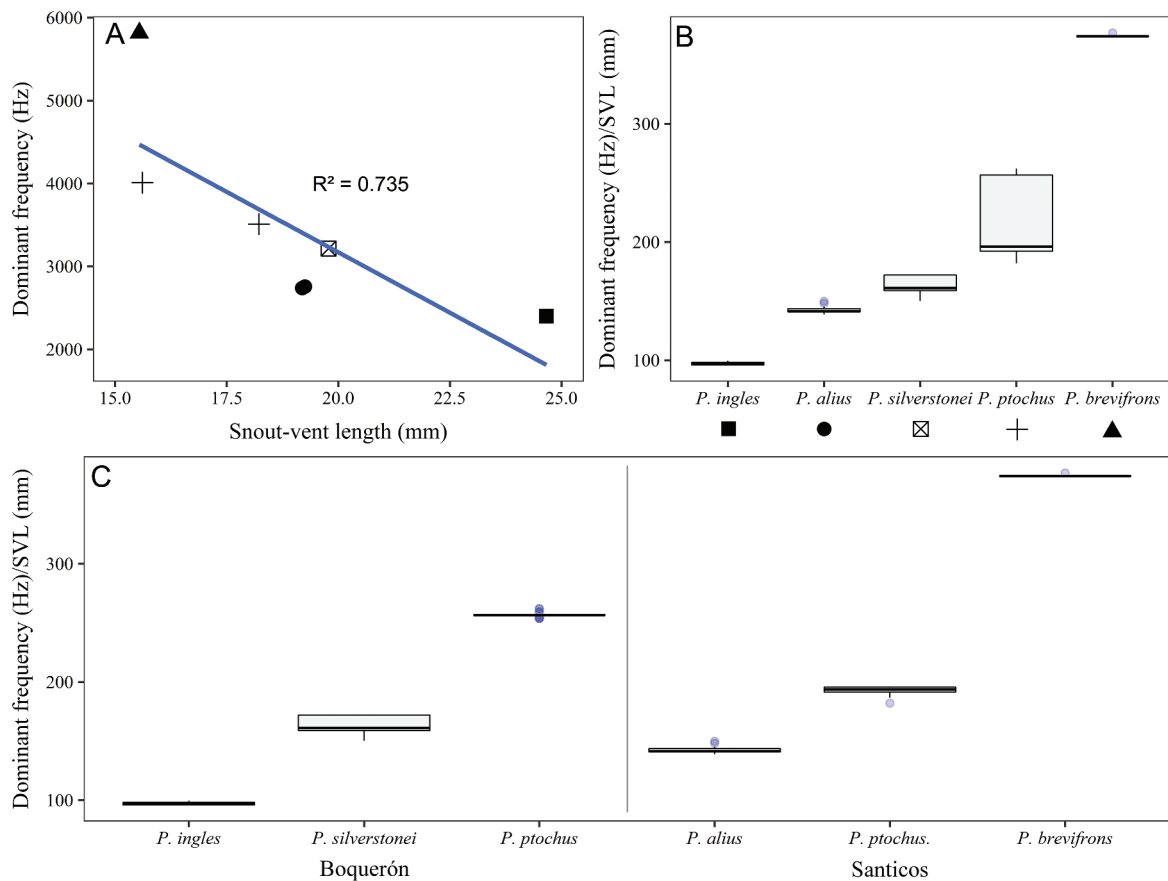 A
Dominant frequency (Hz)
6000
5000
4000
3000
2000
R² = 0.735
15.0 17.5 20.0 22.5 25.0
Snout-vent length (mm)
B
Dominant frequency (Hz)/SVL (mm)
300
200
100
P. ingles P. alius P. silverstonei P. ptochus P. brevifrons
C
Dominant frequency (Hz)/SVL (mm)
300
200
100
P. ingles P. silverstonei P. ptochus P. alius P. ptochus. P. brevifrons
Boquerón Santicos